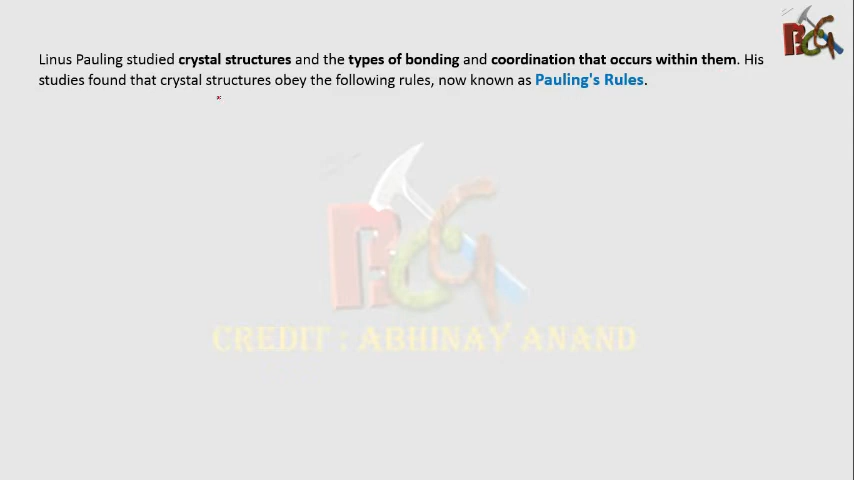 Linus Pauling studied crystal structures and the types of bonding and coordination that occurs within them. His
studies found that crystal structures obey the following rules, now known as Pauling's Rules.
CREDIT : ABHINAY ANAND